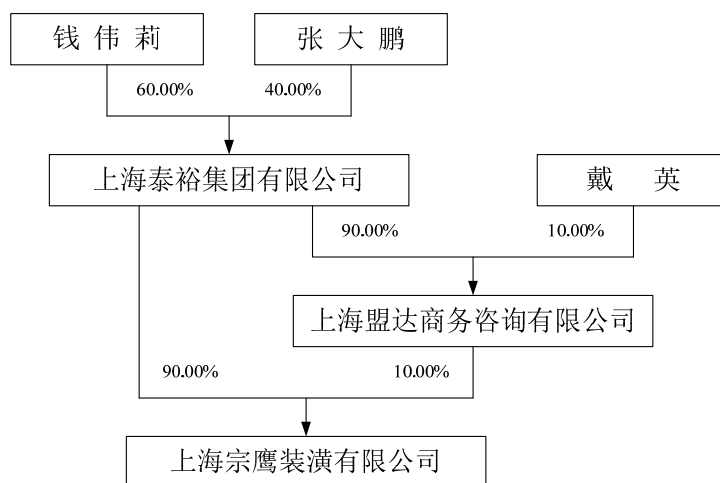 钱 伟 莉
张 大 鹏
60.00%
40.00%
上海泰裕集团有限公司
戴 英
90.00%
10.00%
上海盟达商务咨询有限公司
90.00%
10.00%
上海宗鹰装潢有限公司